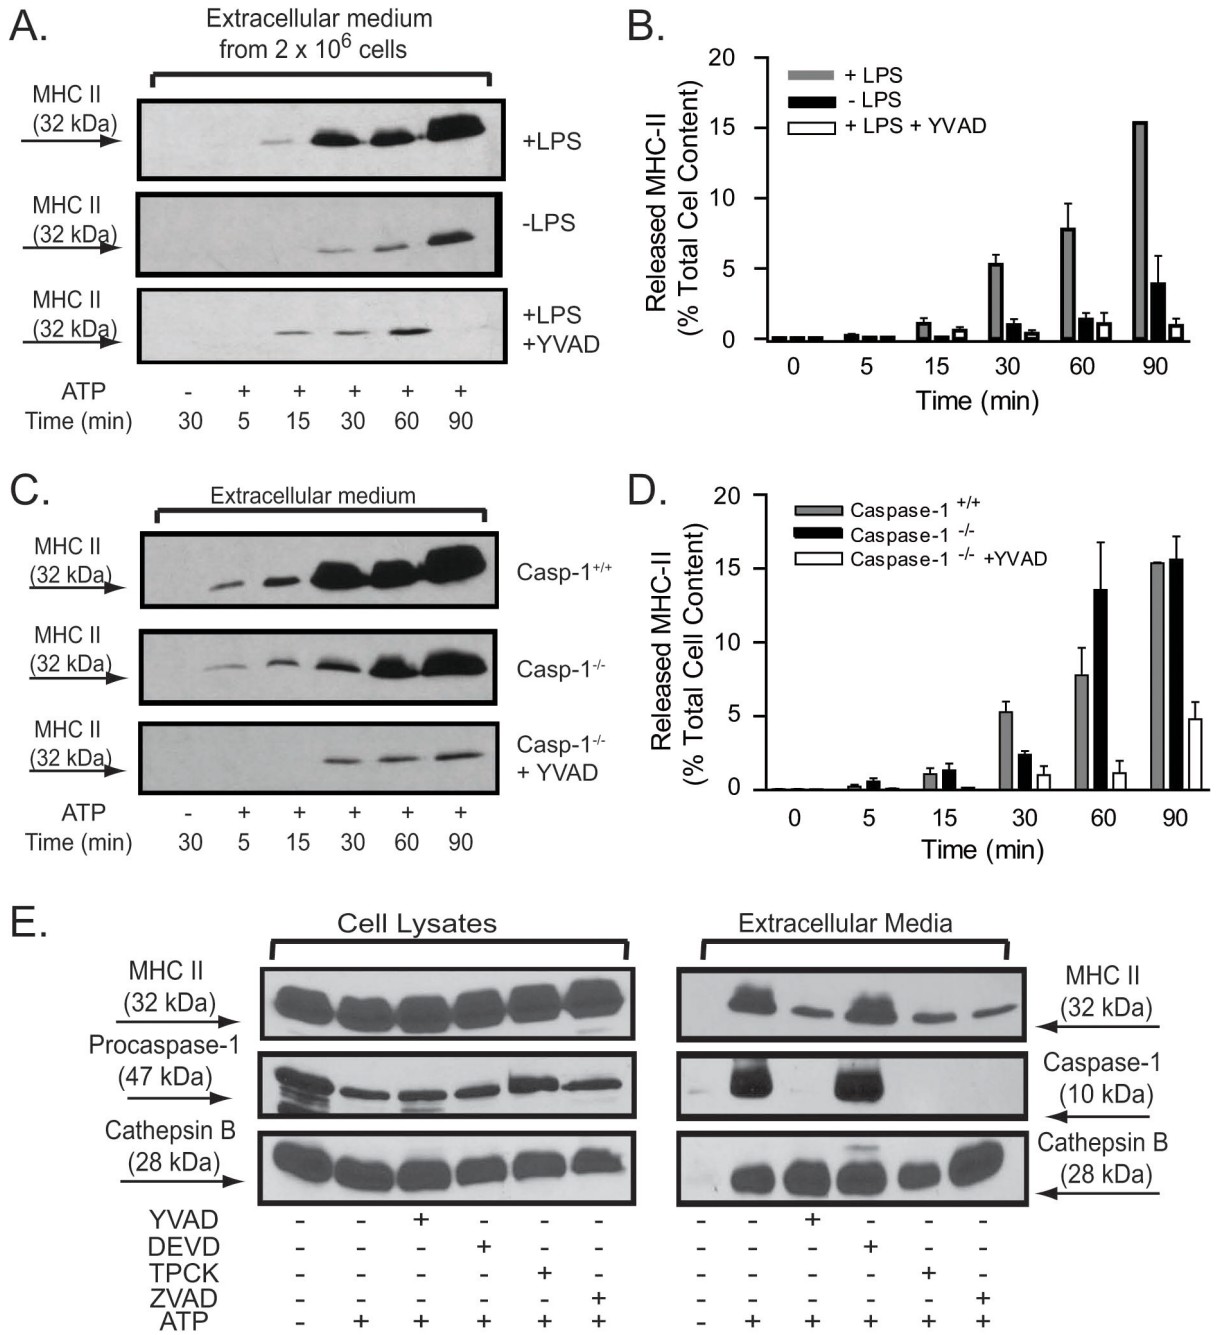 A.
Extracellular medium
from 2 x 10⁶ cells
MHC II
(32 kDa)
+LPS
MHC II
(32 kDa)
-LPS
MHC II
(32 kDa)
+LPS
+YVAD
ATP - + + + + +
Time (min) 30 5 15 30 60 90
B.
Released MHC-II
(% Total Cel Content)
20
15
10
5
0
+ LPS
- LPS
+ LPS + YVAD
0 5 15 30 60 90
Time (min)
C.
Extracellular medium
MHC II
(32 kDa)
Casp-1⁺/⁺
MHC II
(32 kDa)
Casp-1⁻/⁻
MHC II
(32 kDa)
Casp-1⁻/⁻
+ YVAD
ATP - + + + + +
Time (min) 30 5 15 30 60 90
D.
Released MHC-II
(% Total Cell Content)
20
15
10
5
0
Caspase-1 +/+
Caspase-1 -/-
Caspase-1 -/- +YVAD
0 5 15 30 60 90
Time (min)
E.
Cell Lysates
Extracellular Media
MHC II
(32 kDa)
Procaspase-1
(47 kDa)
Cathepsin B
(28 kDa)
MHC II
(32 kDa)
Caspase-1
(10 kDa)
Cathepsin B
(28 kDa)
YVAD - - + - - - - - + - - -
DEVD - - - + - - - - - + - -
TPCK - - - - + - - - - - + -
ZVAD - - - - - + - - - - - +
ATP - + + + + + - + + + + +